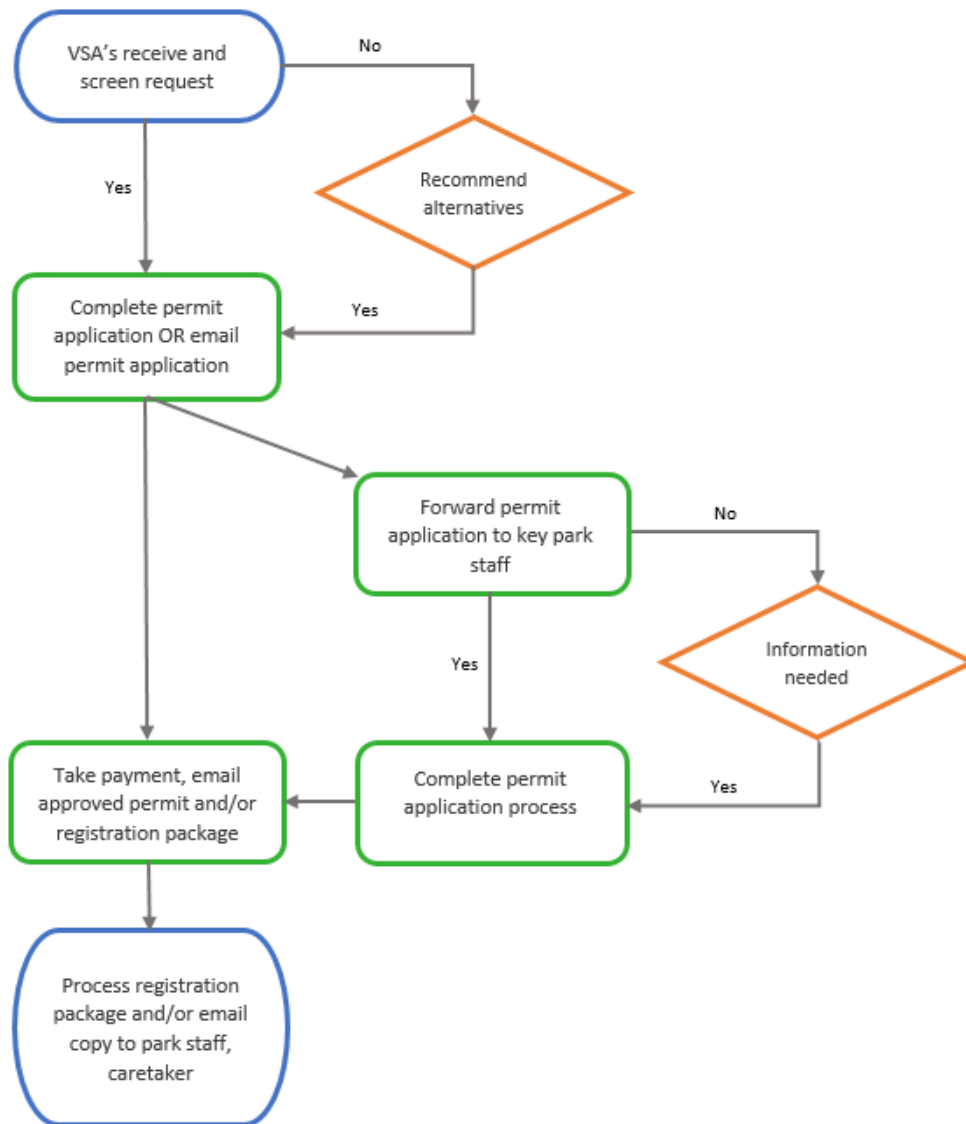 VSA's receive and
screen request
No
Yes
Recommend
alternatives
Complete permit
application OR email
permit application
Yes
Forward permit
application to key park
staff
No
Yes
Information
needed
Take payment, email
approved permit and/or
registration package
Complete permit
application process
Yes
Process registration
package and/or email
copy to park staff,
caretaker